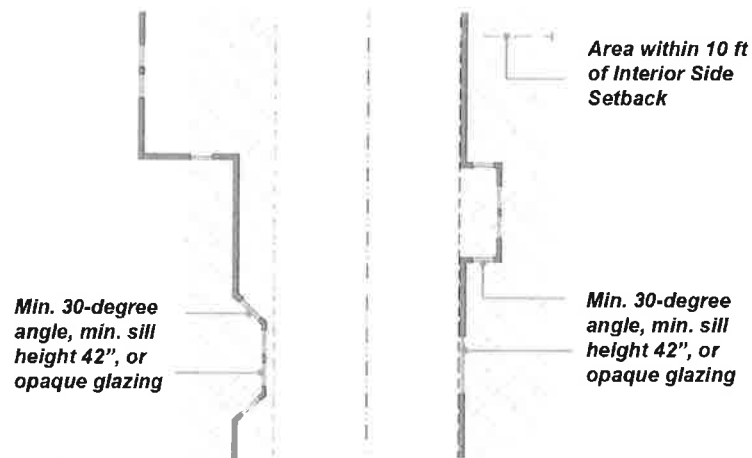 Area within 10 ft
of Interior Side
Setback
Min. 30-degree
angle, min. sill
height 42”, or
opaque glazing
Min. 30-degree
angle, min. sill
height 42”, or
opaque glazing